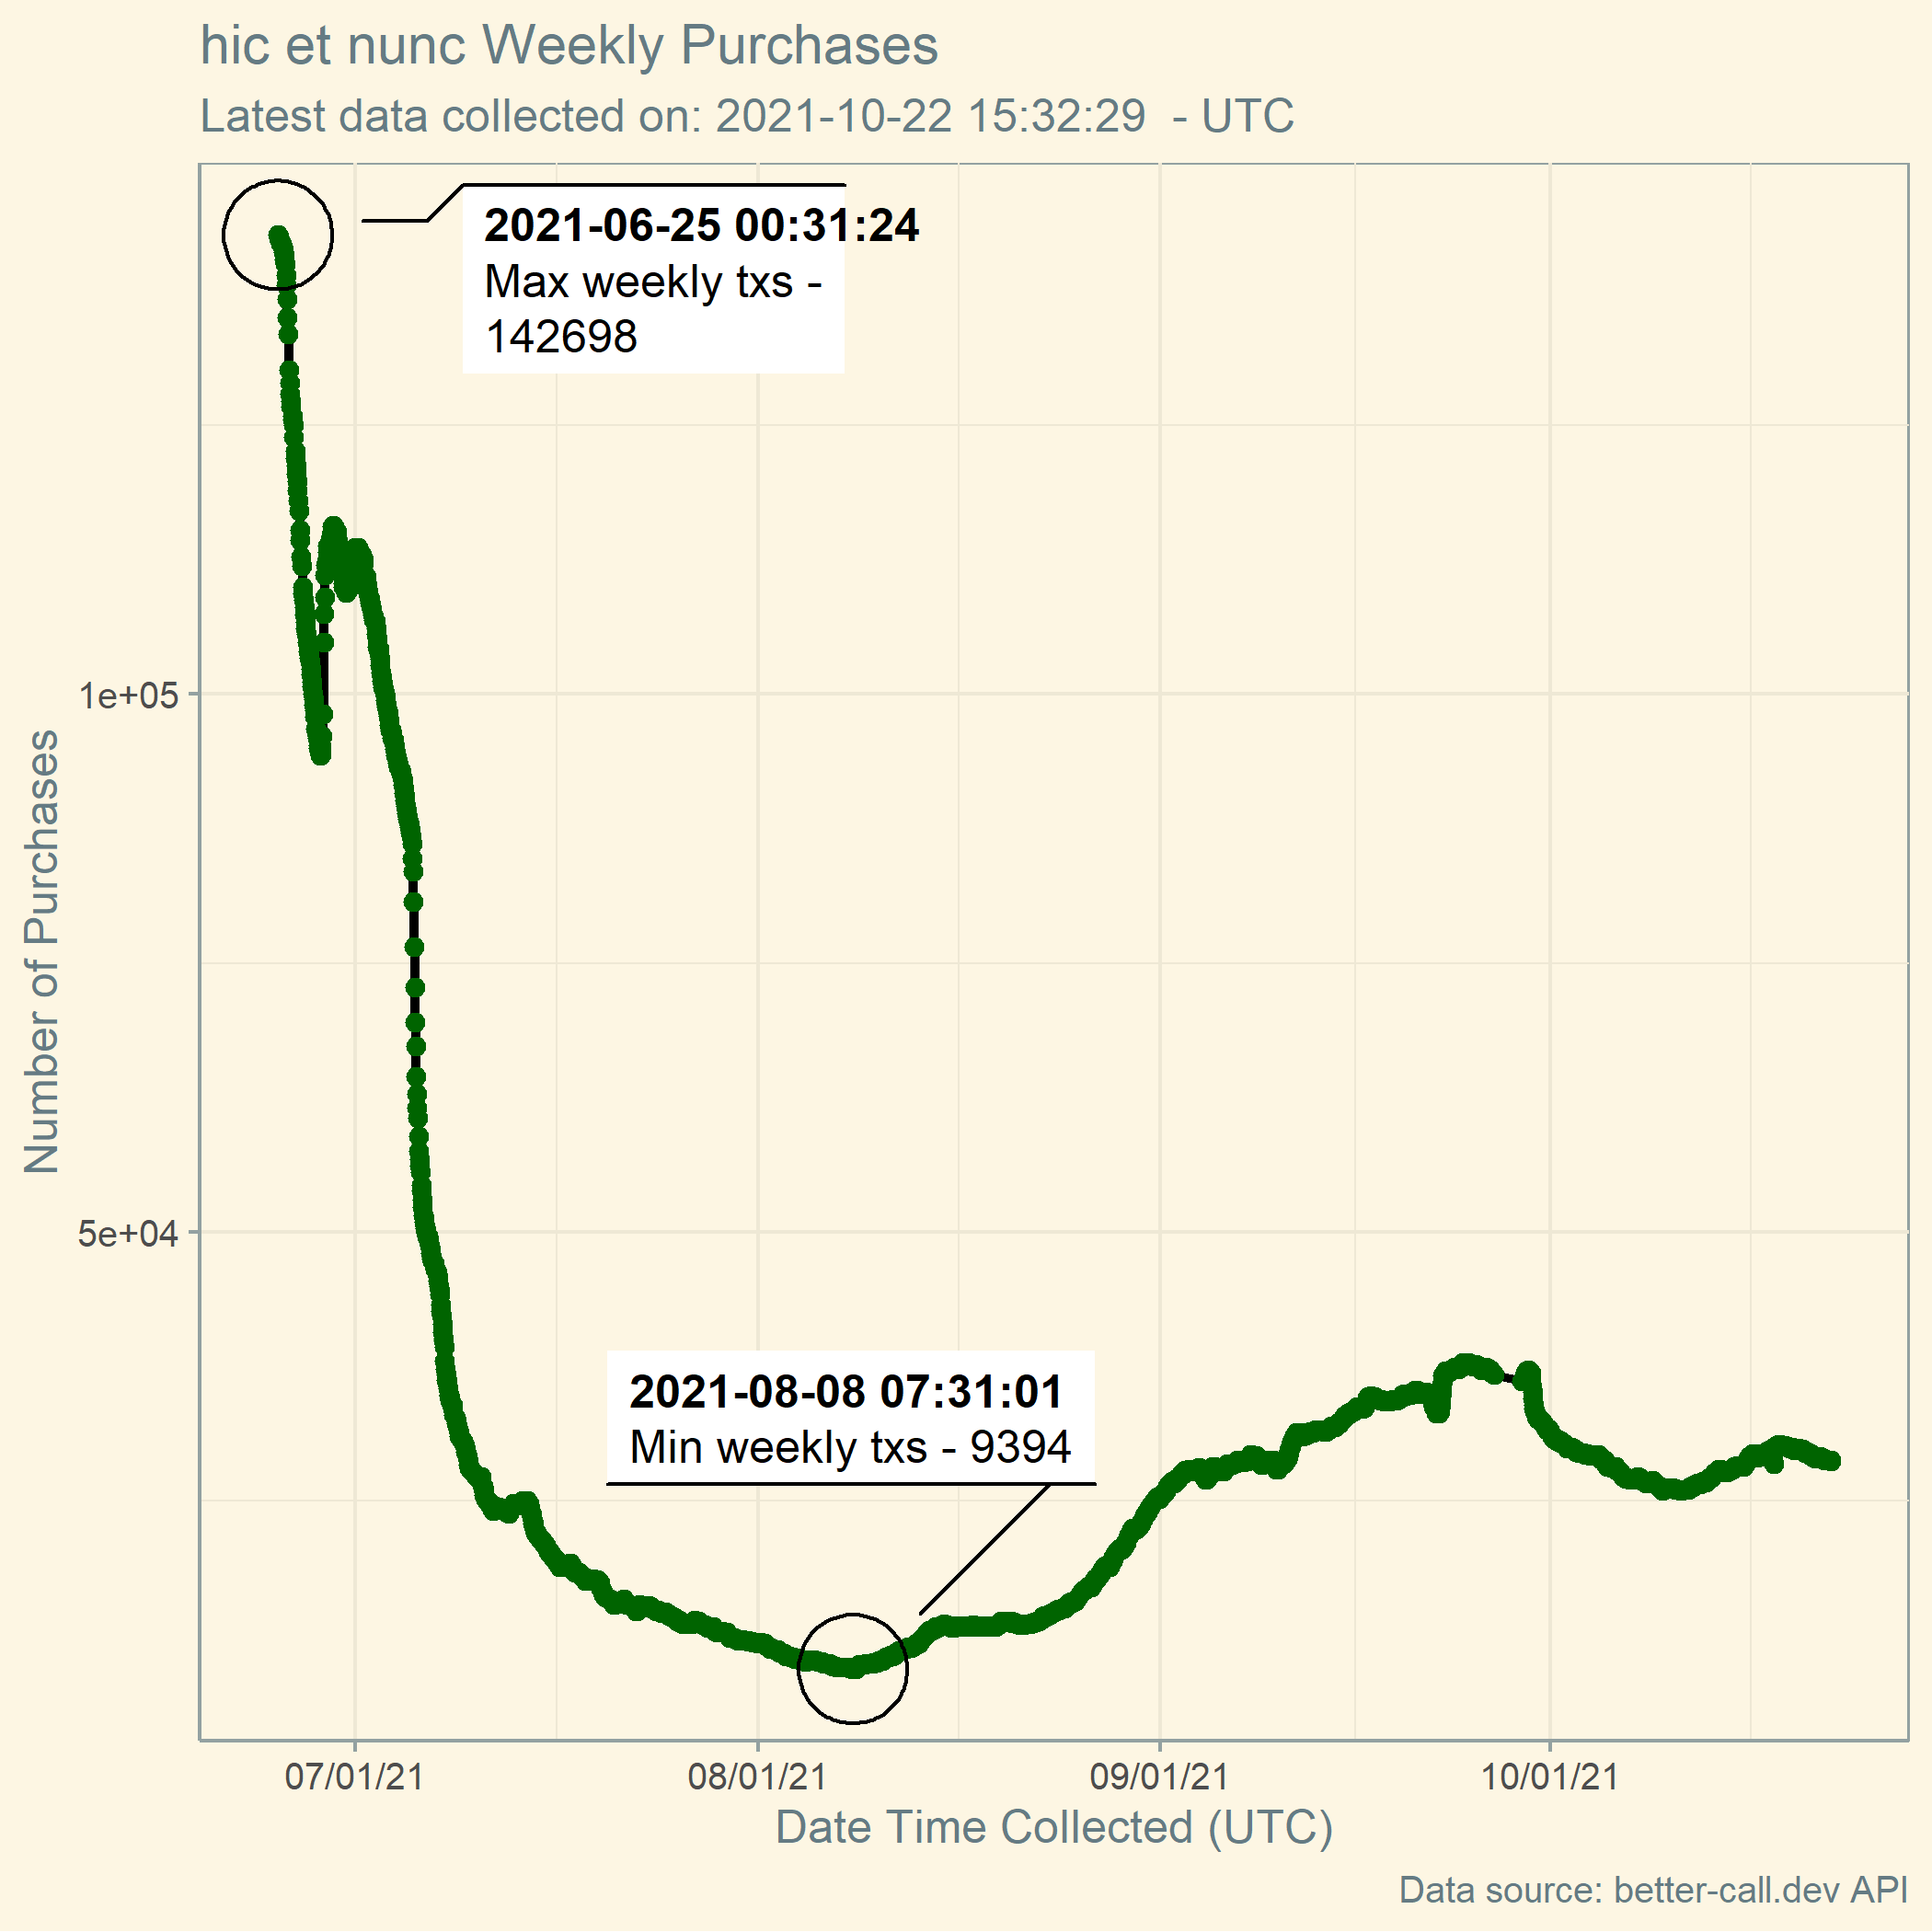 hic et nunc Weekly Purchases
Latest data collected on: 2021-10-22 15:32:29  - UTC
2021-06-25 00:31:24
Max weekly txs -
142698
1e+05
Number of Purchases
5e+04
2021-08-08 07:31:01
Min weekly txs - 9394
07/01/21
08/01/21
09/01/21
10/01/21
Date Time Collected (UTC)
Data source: better-call.dev API